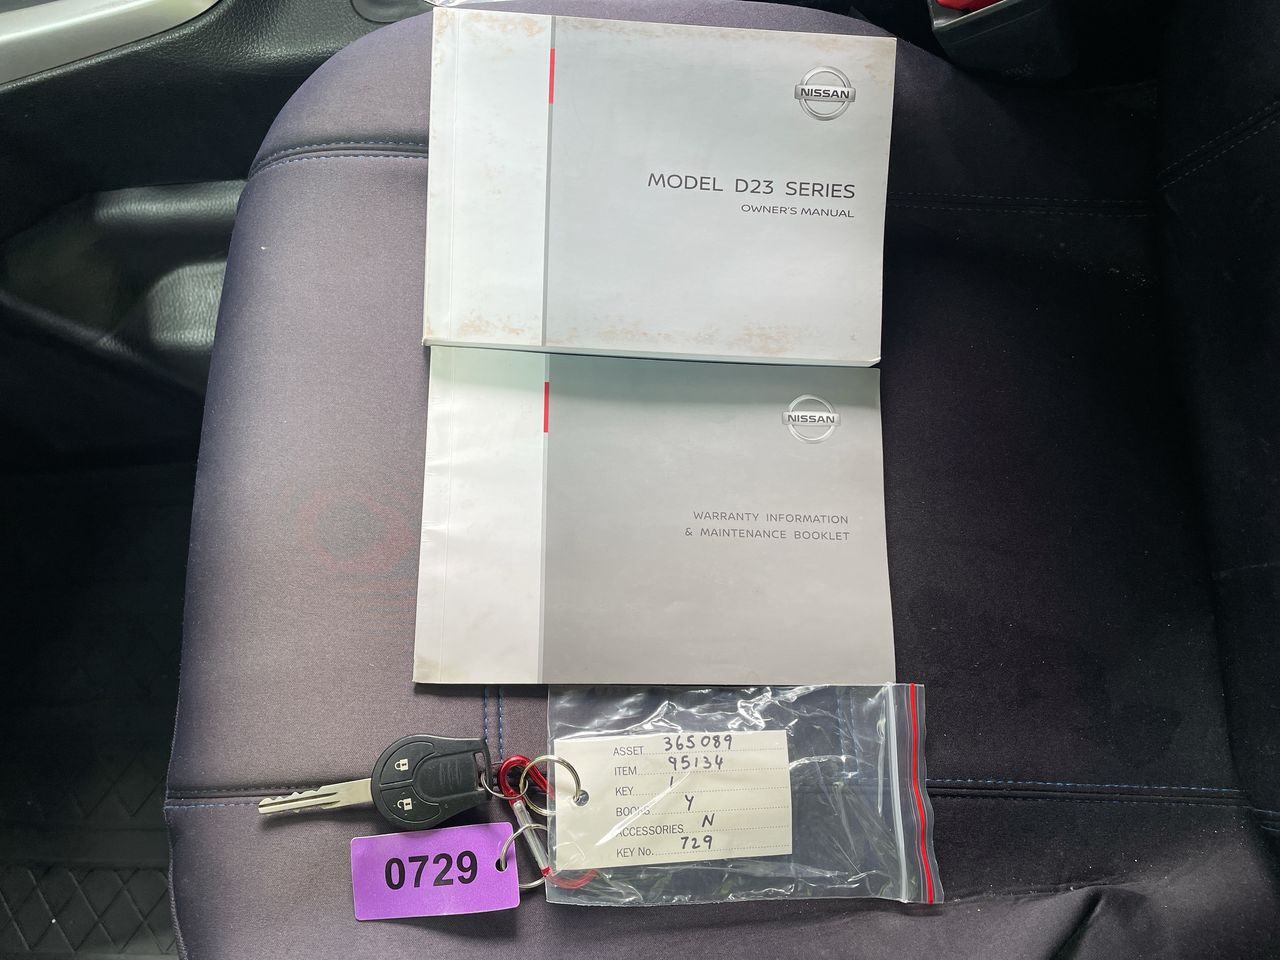 NISSAN
MODEL D23 SERIES
OWNER'S MANUAL
NISSAN
WARRANTY INFORMATION
& MAINTENANCE BOOKLET
ASSET 365089
ITEM 95134
KEY 1
BOOKS Y
ACCESSORIES N
KEY No. 729
0729